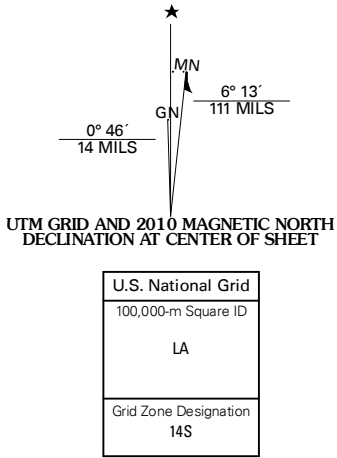 ★
MN
GN
6° 13´
111 MILS
0° 46´
14 MILS
UTM GRID AND 2010 MAGNETIC NORTH
DECLINATION AT CENTER OF SHEET
U.S. National Grid
100,000-m Square ID
LA
Grid Zone Designation
14S